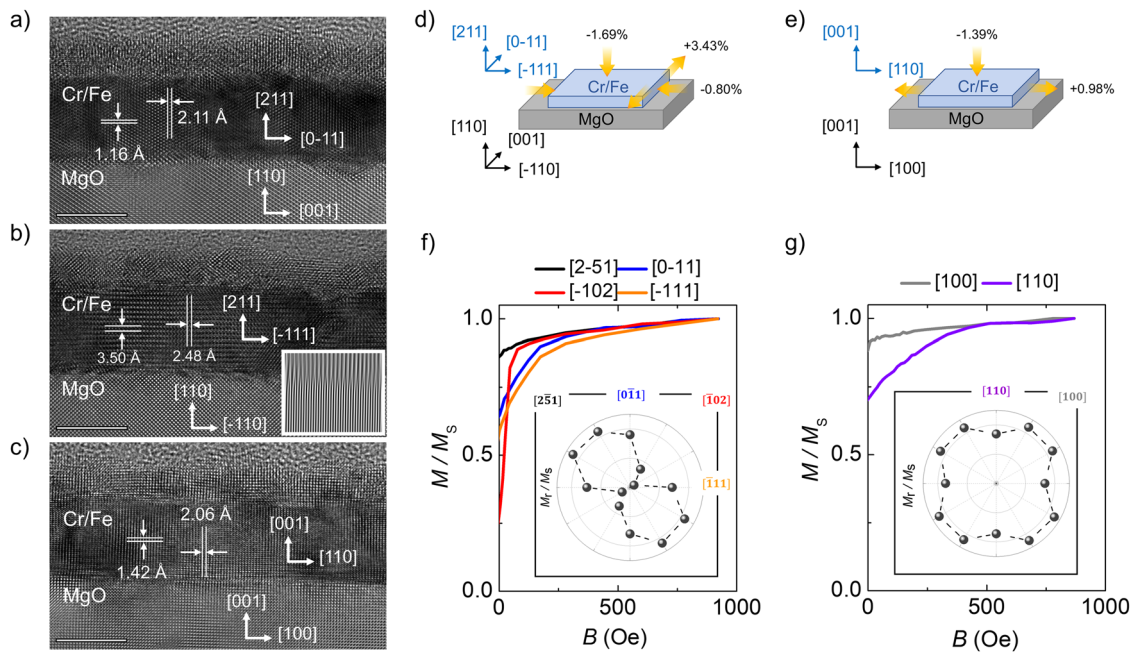 a)
Cr/Fe
2.11 Å
1.16 Å
[211]
[0-11]
MgO
[110]
[001]
b)
Cr/Fe
3.50 Å
2.48 Å
[211]
[-111]
MgO
[110]
[-110]
c)
Cr/Fe
2.06 Å
1.42 Å
[001]
[110]
MgO
[001]
[100]
d)
[211]
[0-11]
[-111]
-1.69%
+3.43%
-0.80%
Cr/Fe
MgO
[110]
[001]
[-110]
e)
[001]
[110]
-1.39%
+0.98%
Cr/Fe
MgO
[001]
[100]
f)
[2-51] [0-11]
[-102] [-111]
1.0
0.5
0.0
M / Ms
0 500 1000
B (Oe)
[25̄1] [01̄1] [1̄02]
[1̄11]
Mr / Ms
g)
[100] [110]
1.0
0.5
0.0
M / Ms
0 500 1000
B (Oe)
[110] [100]
Mr / Ms